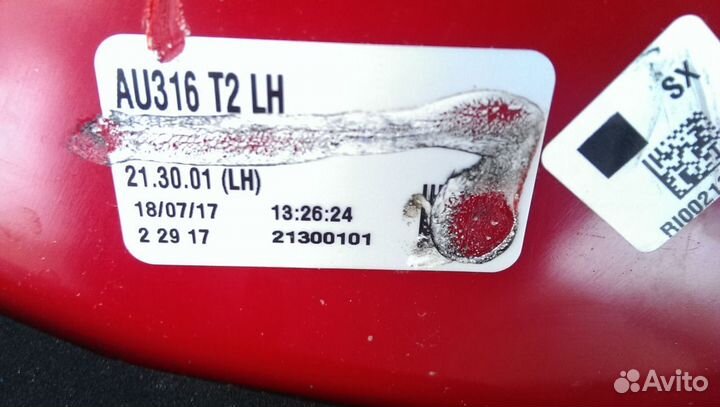 AU316 T2 LH
21.30.01 (LH)
18/07/17 13:26:24
2 29 17 21300101
SX
Avito